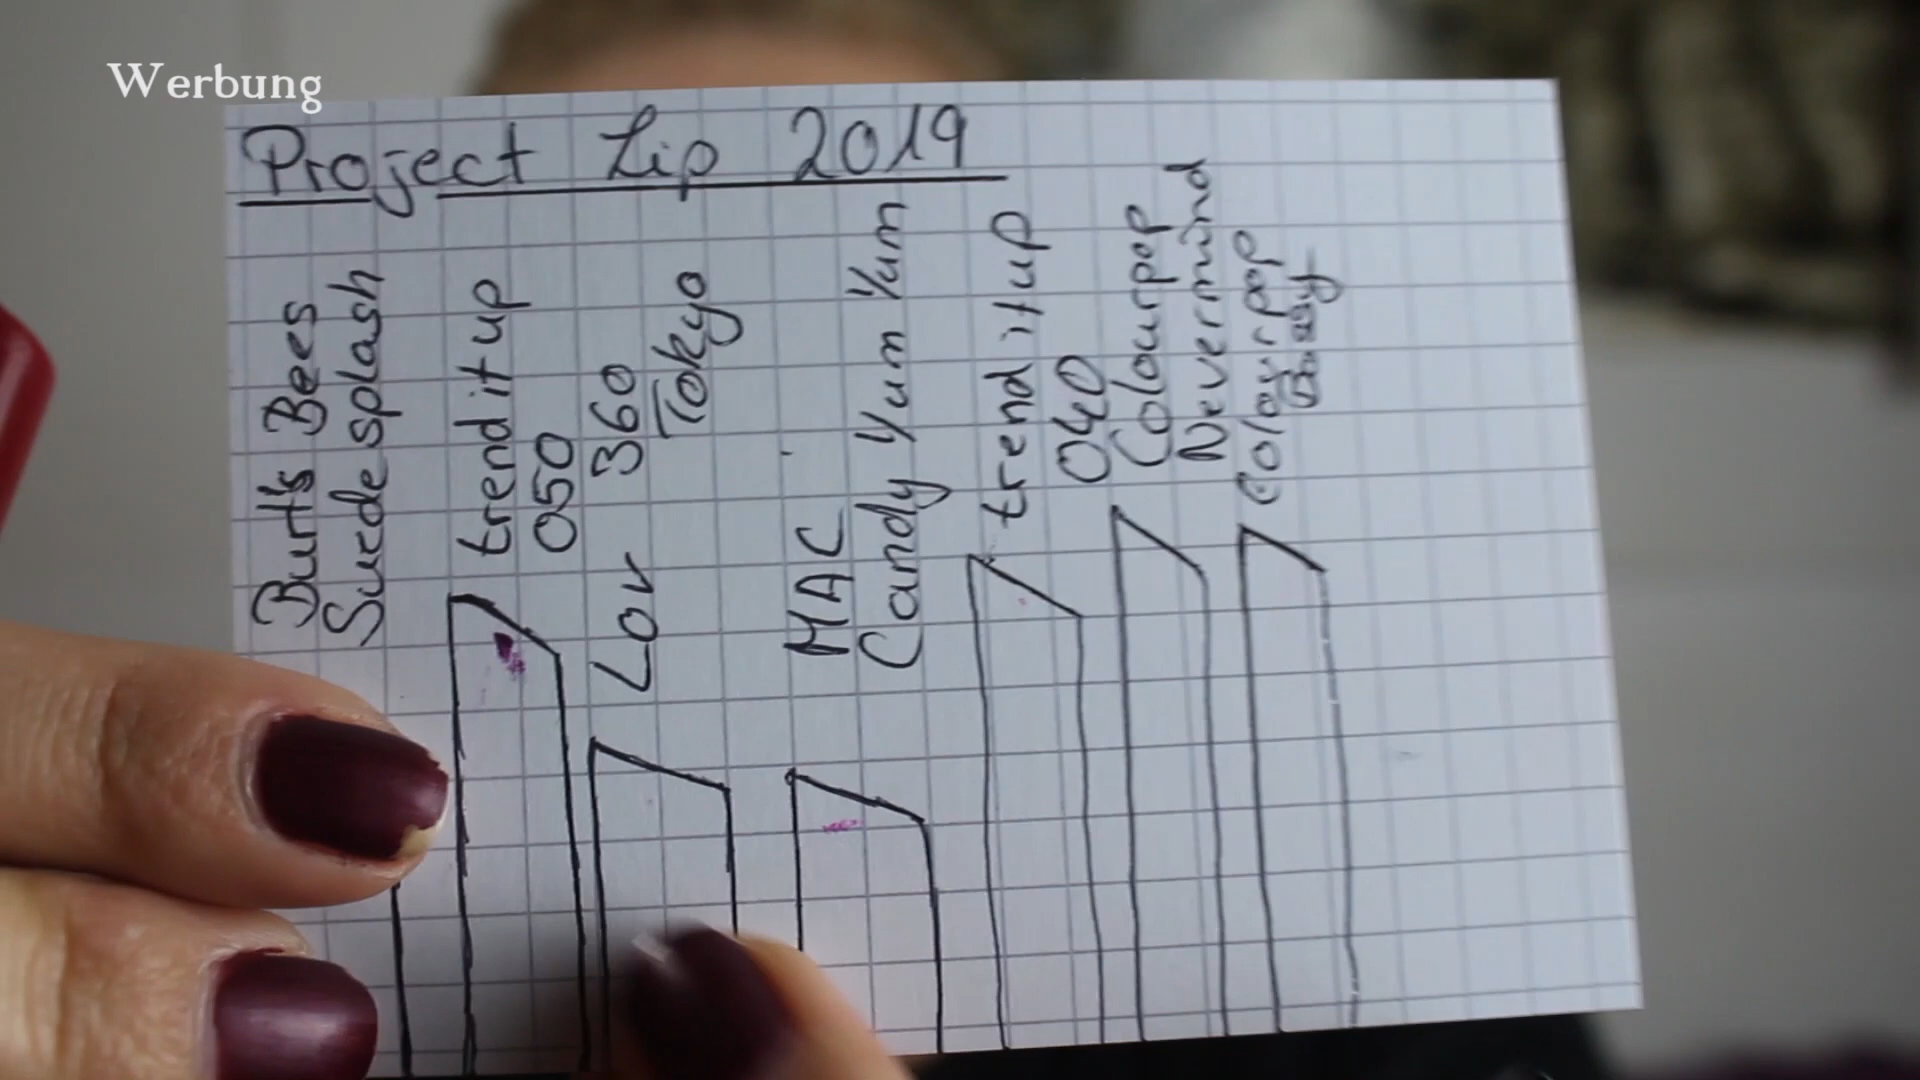 Werbung
Project Lip 2019
Burt's Bees
Suede splash
trend it up
050
Lov 360
Tokyo
MAC
Candy Yum Yum
trend it up
040
Colourpop
Nevermind
Colourpop